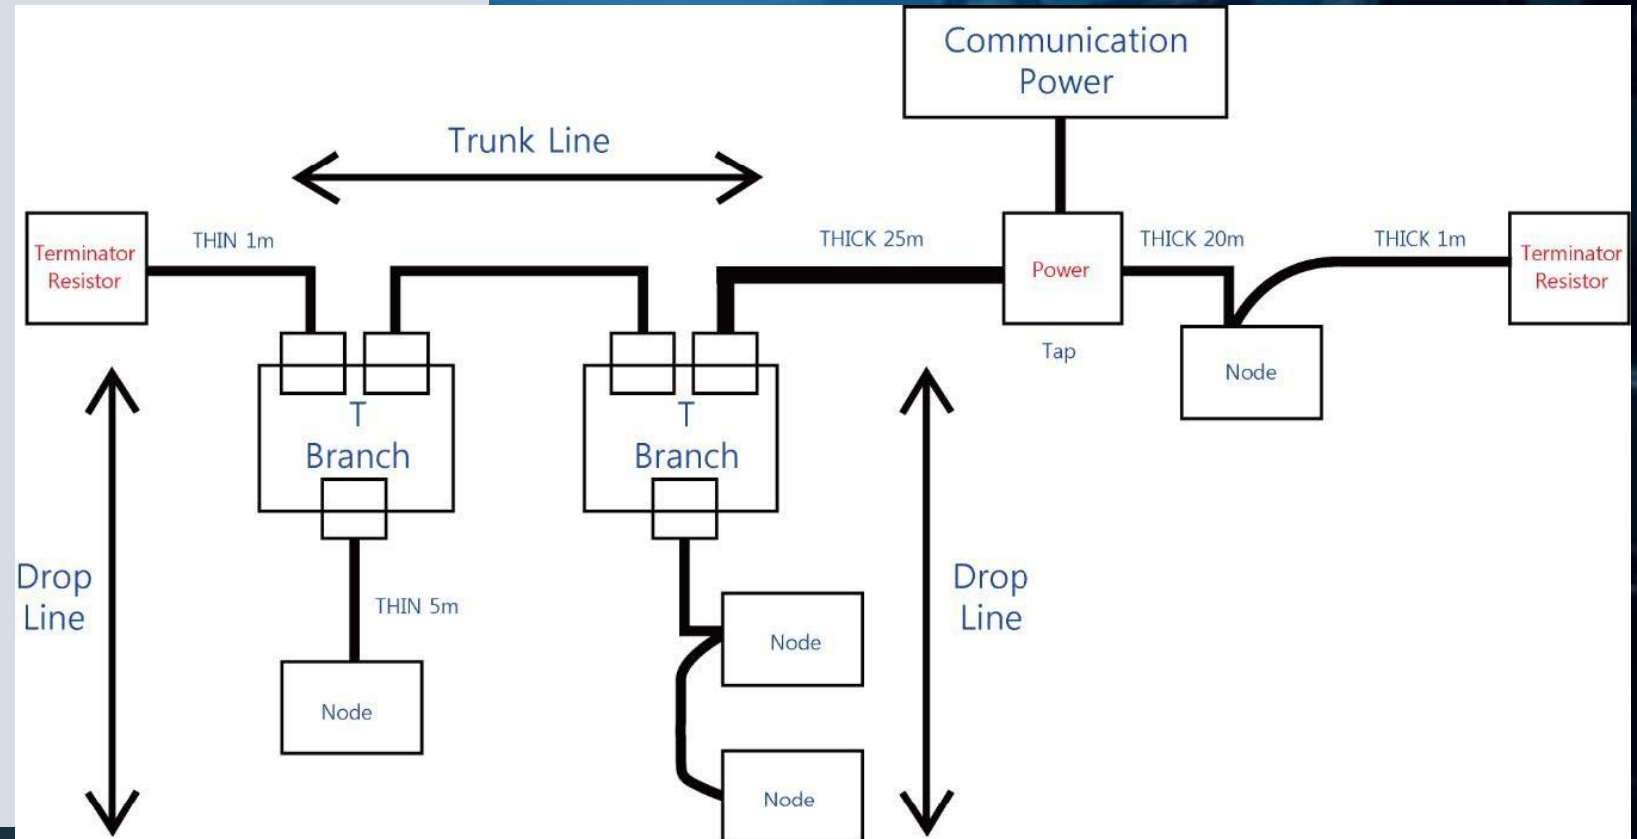 Communication
Power
Trunk Line
Terminator
Resistor
THIN 1m
THICK 25m
Power
Tap
THICK 20m
THICK 1m
Terminator
Resistor
Node
T
Branch
T
Branch
Drop
Line
THIN 5m
Node
Node
Node
Drop
Line